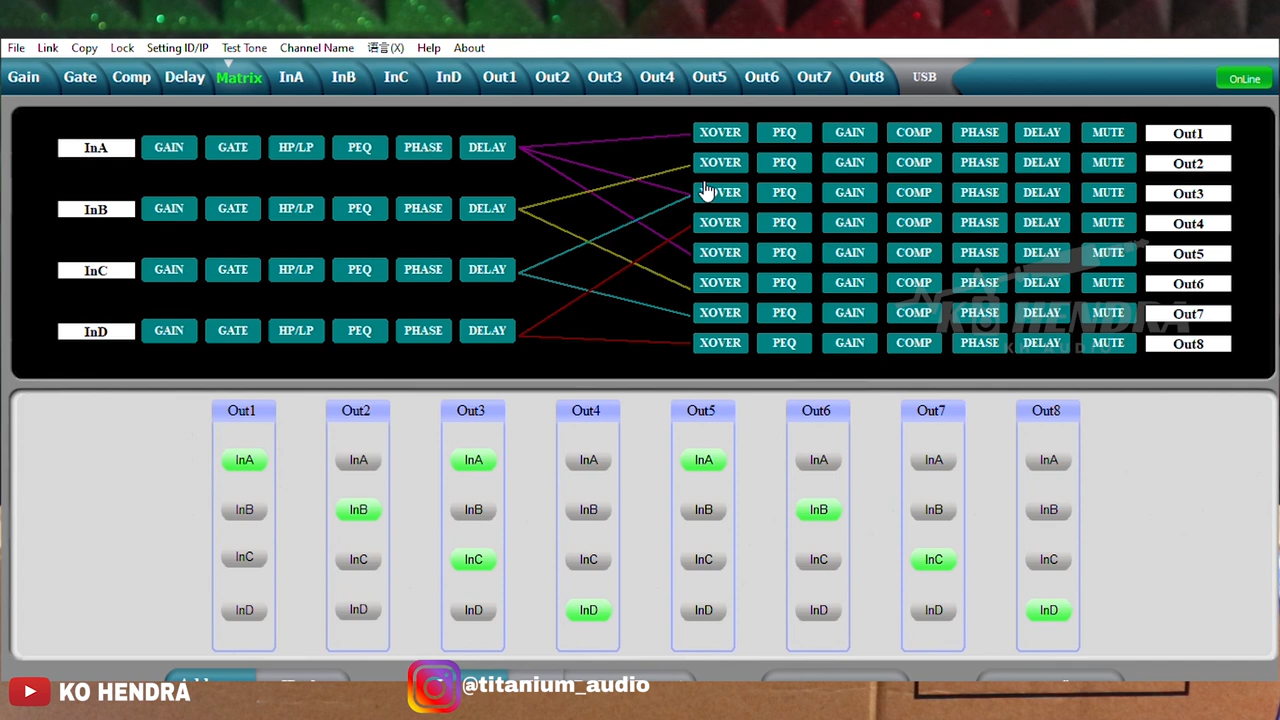 File Link Copy Lock Setting ID/IP Test Tone Channel Name 语言(X) Help About
Gain Gate Comp Delay Matrix InA InB InC InD Out1 Out2 Out3 Out4 Out5 Out6 Out7 Out8 USB OnLine
XOVER PEQ GAIN COMP PHASE DELAY MUTE Out1
InA GAIN GATE HP/LP PEQ PHASE DELAY
XOVER PEQ GAIN COMP PHASE DELAY MUTE Out2
XOVER PEQ GAIN COMP PHASE DELAY MUTE Out3
InB GAIN GATE HP/LP PEQ PHASE DELAY
XOVER PEQ GAIN COMP PHASE DELAY MUTE Out4
XOVER PEQ GAIN COMP PHASE DELAY MUTE Out5
InC GAIN GATE HP/LP PEQ PHASE DELAY
XOVER PEQ GAIN COMP PHASE DELAY MUTE Out6
XOVER PEQ GAIN COMP PHASE DELAY MUTE Out7
KO HENDRA
InD GAIN GATE HP/LP PEQ PHASE DELAY
XOVER PEQ GAIN COMP PHASE DELAY MUTE Out8
KH AUDIO
Out1 Out2 Out3 Out4 Out5 Out6 Out7 Out8
InA InA InA InA InA InA InA InA
InB InB InB InB InB InB InB InB
InC InC InC InC InC InC InC InC
InD InD InD InD InD InD InD InD
KO HENDRA @titanium_audio